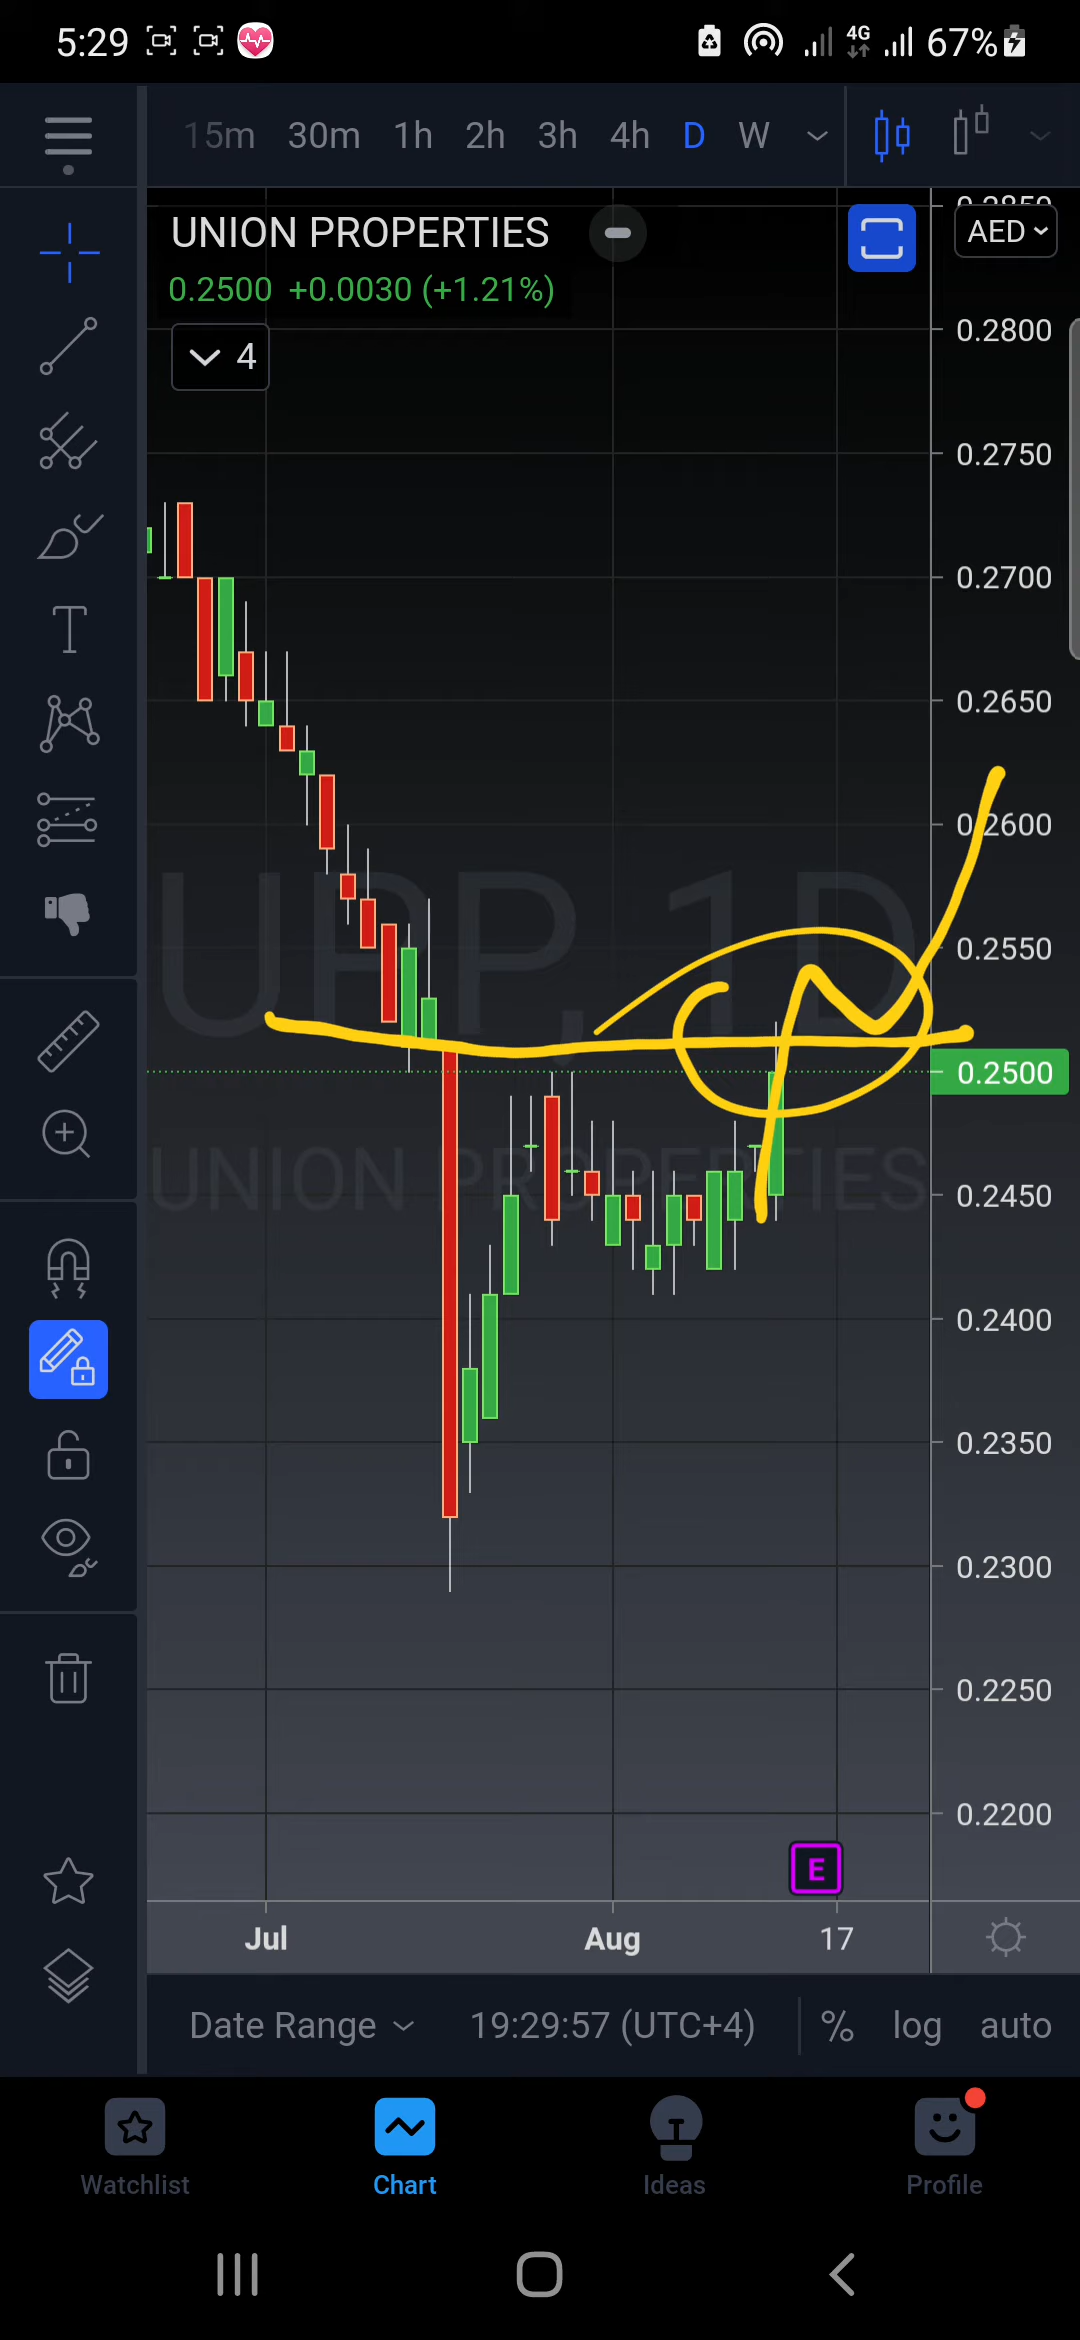 5:29 4G 67%
15m 30m 1h 2h 3h 4h D W
UNION PROPERTIES
AED
0.2500 +0.0030 (+1.21%)
4
0.2850
0.2800
0.2750
0.2700
0.2650
0.2600
0.2550
0.2500
0.2450
0.2400
0.2350
0.2300
0.2250
0.2200
UPP, 1D
UNION PROPERTIES
E
Jul Aug 17
Date Range 19:29:57 (UTC+4) % log auto
Watchlist Chart Ideas Profile